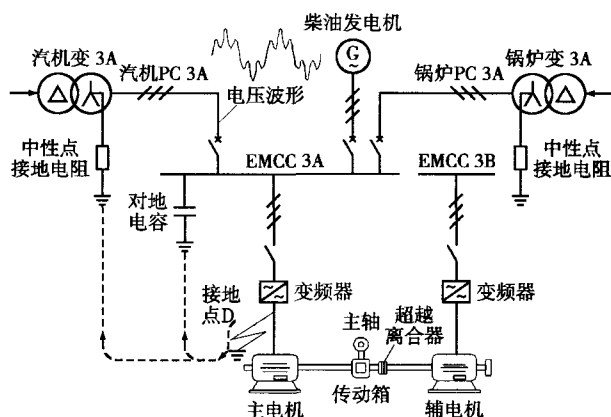 柴油发电机
G
~
汽机变 3A
汽机PC 3A
电压波形
锅炉PC 3A
锅炉变 3A
中性点
接地电阻
中性点
接地电阻
EMCC 3A
EMCC 3B
对地
电容
接地
点D
变频器
变频器
主轴
超越
离合器
传动箱
主电机
辅电机